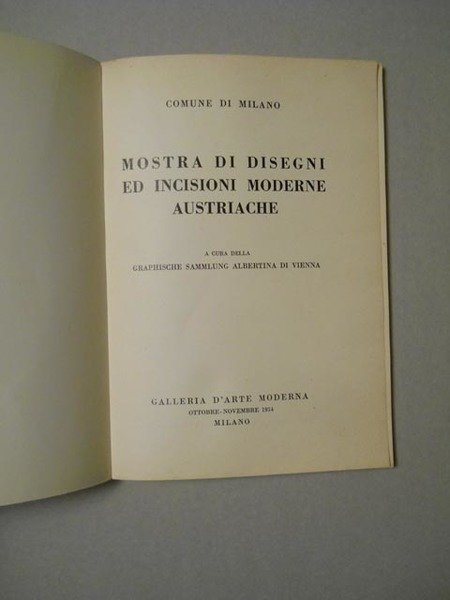 COMUNE DI MILANO
MOSTRA DI DISEGNI
ED INCISIONI MODERNE
AUSTRIACHE
A CURA DELLA
GRAPHISCHE SAMMLUNG ALBERTINA DI VIENNA
GALLERIA D'ARTE MODERNA
OTTOBRE-NOVEMBRE 1954
MILANO